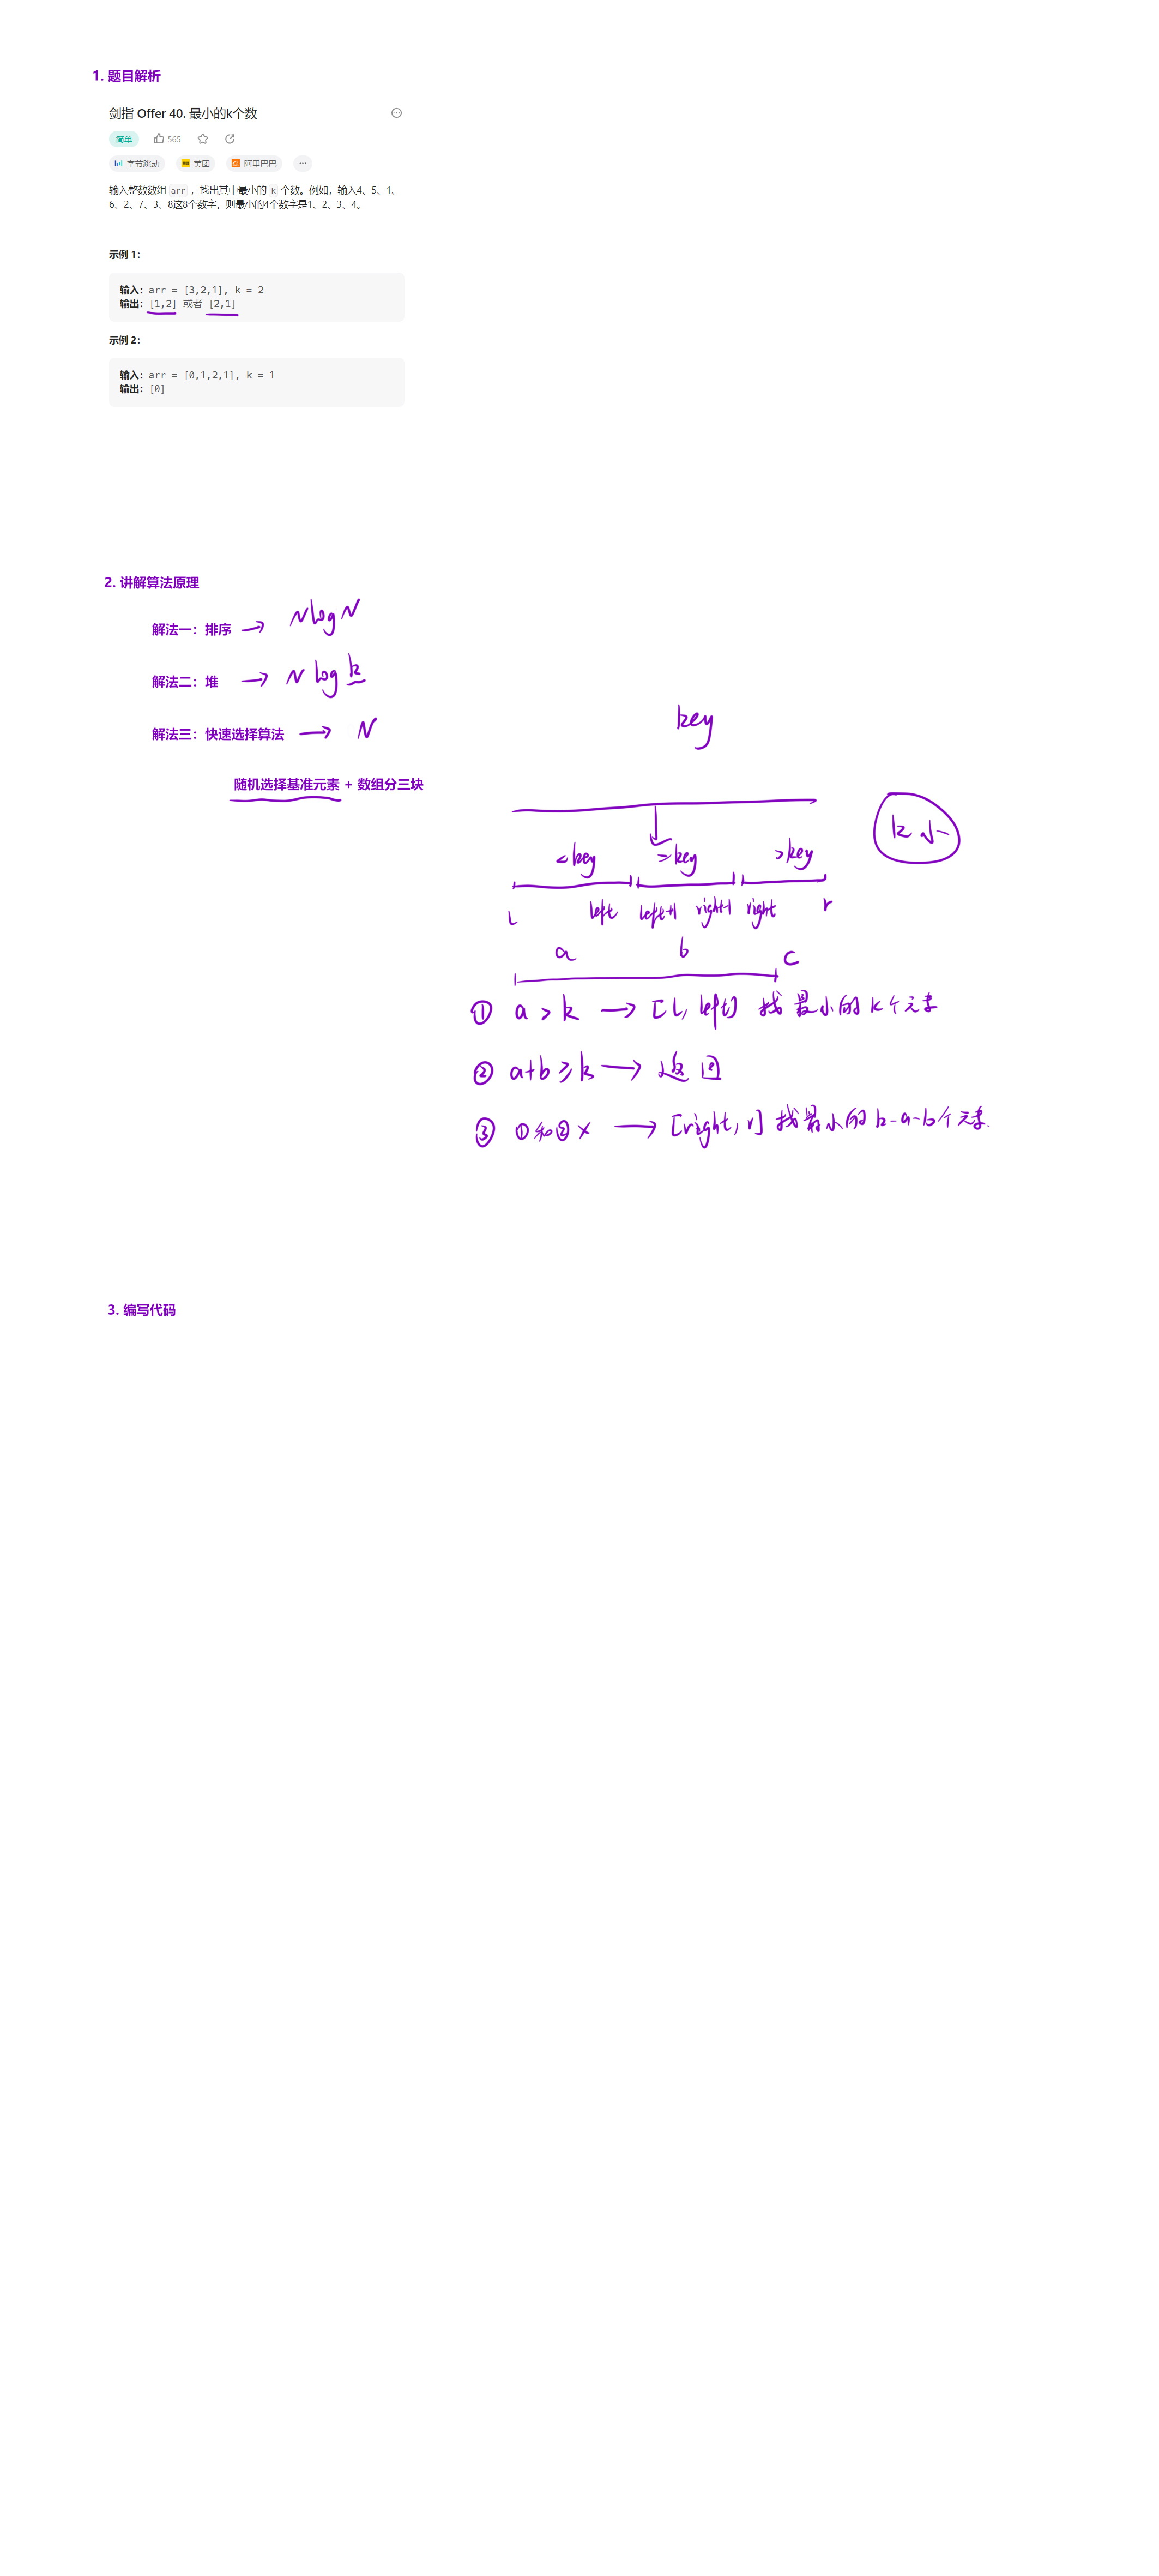 1. 题目解析
剑指 Offer 40. 最小的k个数
简单 565
字节跳动 美团 阿里巴巴 ...
输入整数数组 arr ，找出其中最小的 k 个数。例如，输入4、5、1、
6、2、7、3、8这8个数字，则最小的4个数字是1、2、3、4。
示例 1：
输入：arr = [3,2,1], k = 2
输出：[1,2] 或者 [2,1]
示例 2：
输入：arr = [0,1,2,1], k = 1
输出：[0]
2. 讲解算法原理
解法一：排序 → NlogN
解法二：堆 → Nlogk
解法三：快速选择算法 → N
key
随机选择基准元素 + 数组分三块
k小
<key =key >key
l left left+1 right-1 right r
a b c
① a > k → [l, left] 找最小的 k个元素
② a+b ≥ k → 返回
③ ①和② × → [right, r] 找最小的 k-a-b个元素.
3. 编写代码